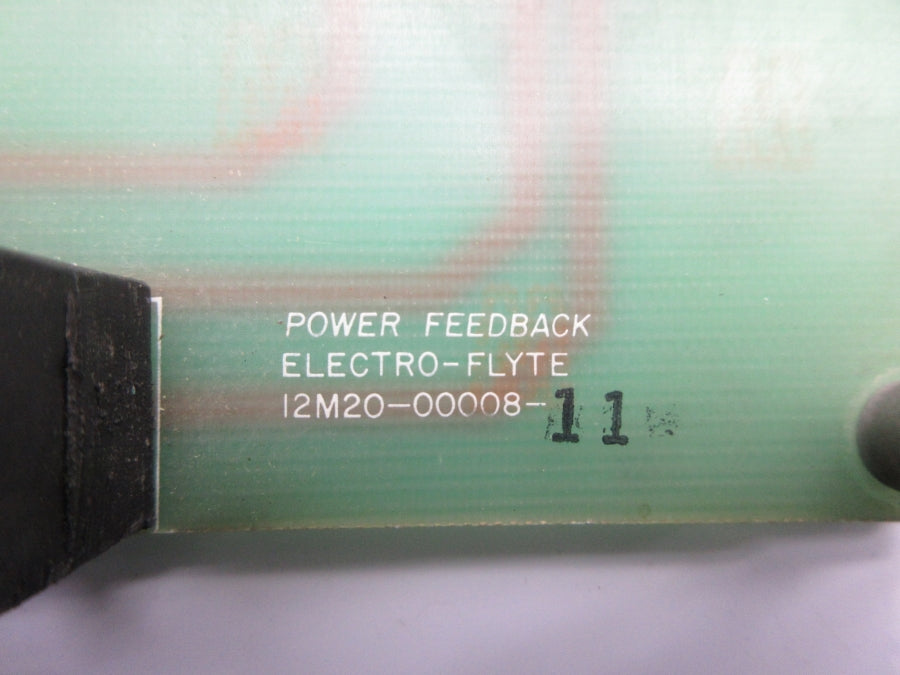 POWER FEEDBACK
ELECTRO-FLYTE
12M20-00008-11